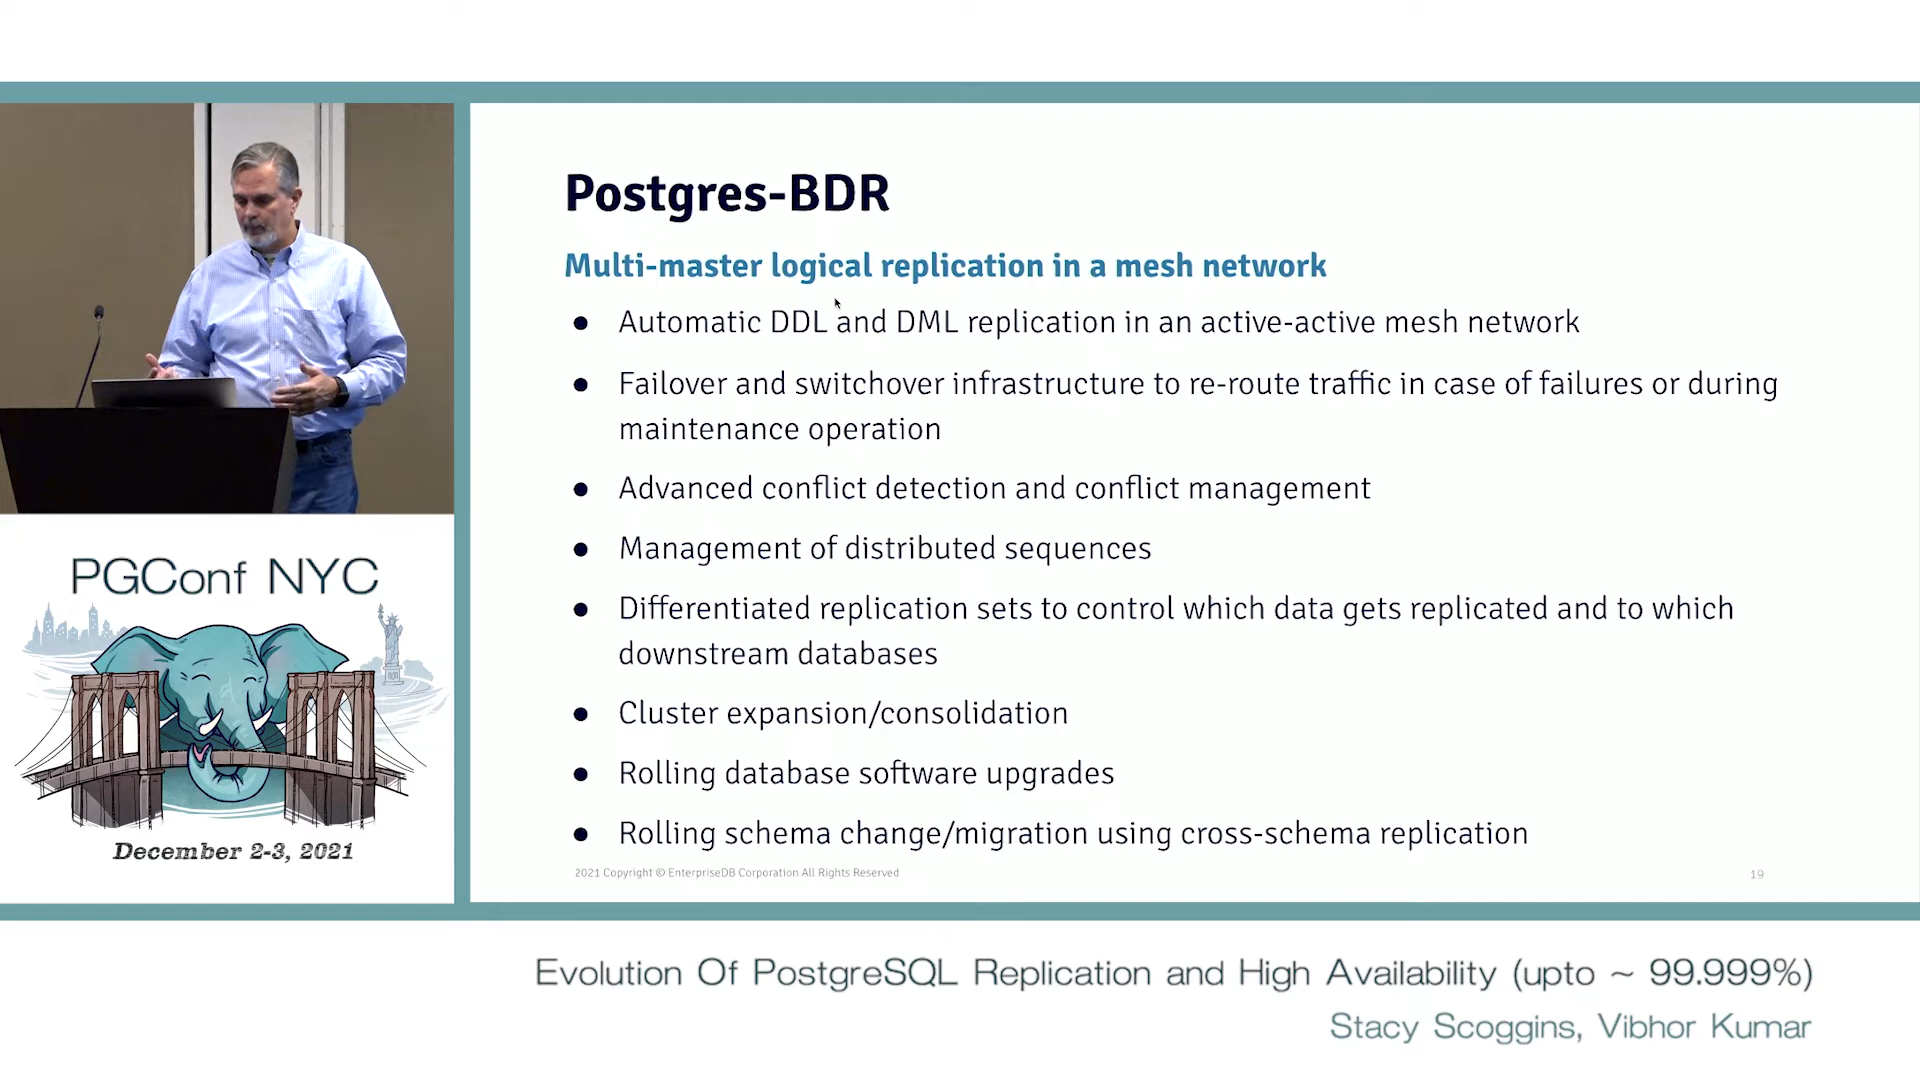 Postgres-BDR
Multi-master logical replication in a mesh network
● Automatic DDL and DML replication in an active-active mesh network
● Failover and switchover infrastructure to re-route traffic in case of failures or during
maintenance operation
● Advanced conflict detection and conflict management
● Management of distributed sequences
● Differentiated replication sets to control which data gets replicated and to which
downstream databases
● Cluster expansion/consolidation
● Rolling database software upgrades
● Rolling schema change/migration using cross-schema replication
2021 Copyright © EnterpriseDB Corporation All Rights Reserved
19
PGConf NYC
December 2-3, 2021
Evolution Of PostgreSQL Replication and High Availability (upto ~ 99.999%)
Stacy Scoggins, Vibhor Kumar